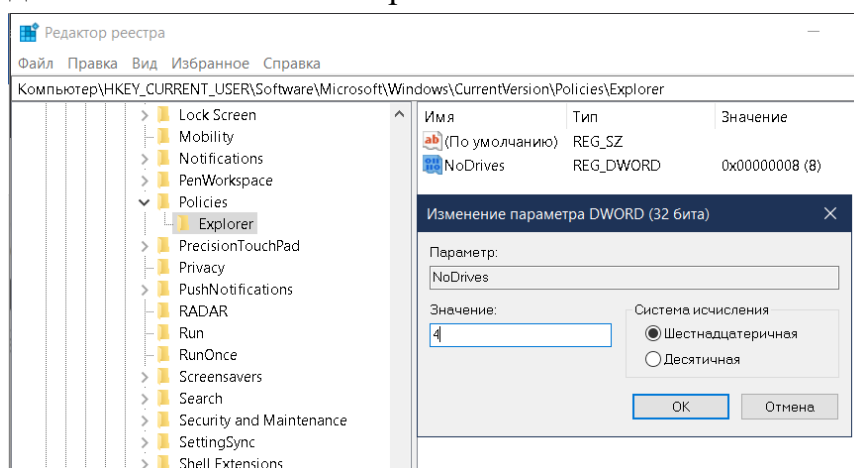 Редактор реестра
Файл Правка Вид Избранное Справка
Компьютер\HKEY_CURRENT_USER\Software\Microsoft\Windows\CurrentVersion\Policies\Explorer
Lock Screen
Mobility
Notifications
PenWorkspace
Policies
Explorer
PrecisionTouchPad
Privacy
PushNotifications
RADAR
Run
RunOnce
Screensavers
Search
Security and Maintenance
SettingSync
Shell Extensions
Имя Тип Значение
(По умолчанию) REG_SZ
NoDrives REG_DWORD 0x00000008 (8)
Изменение параметра DWORD (32 бита)
Параметр:
NoDrives
Значение:
4
Система исчисления
Шестнадцатеричная
Десятичная
OK Отмена